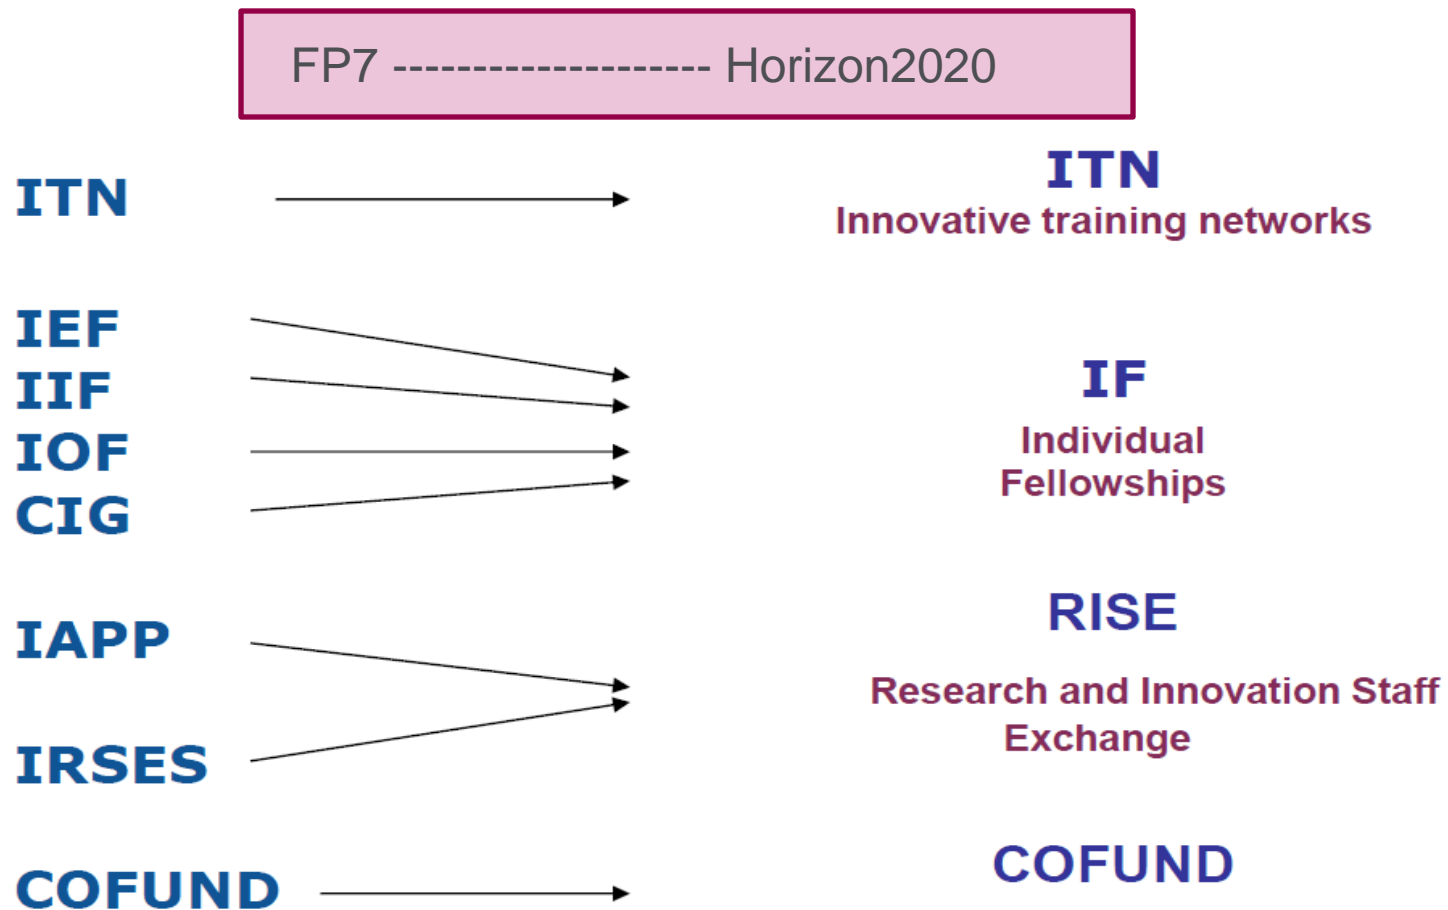 FP7 -------------------- Horizon2020
ITN
ITN
Innovative training networks
IEF
IIF
IOF
CIG
IF
Individual
Fellowships
IAPP
IRSES
RISE
Research and Innovation Staff
Exchange
COFUND
COFUND